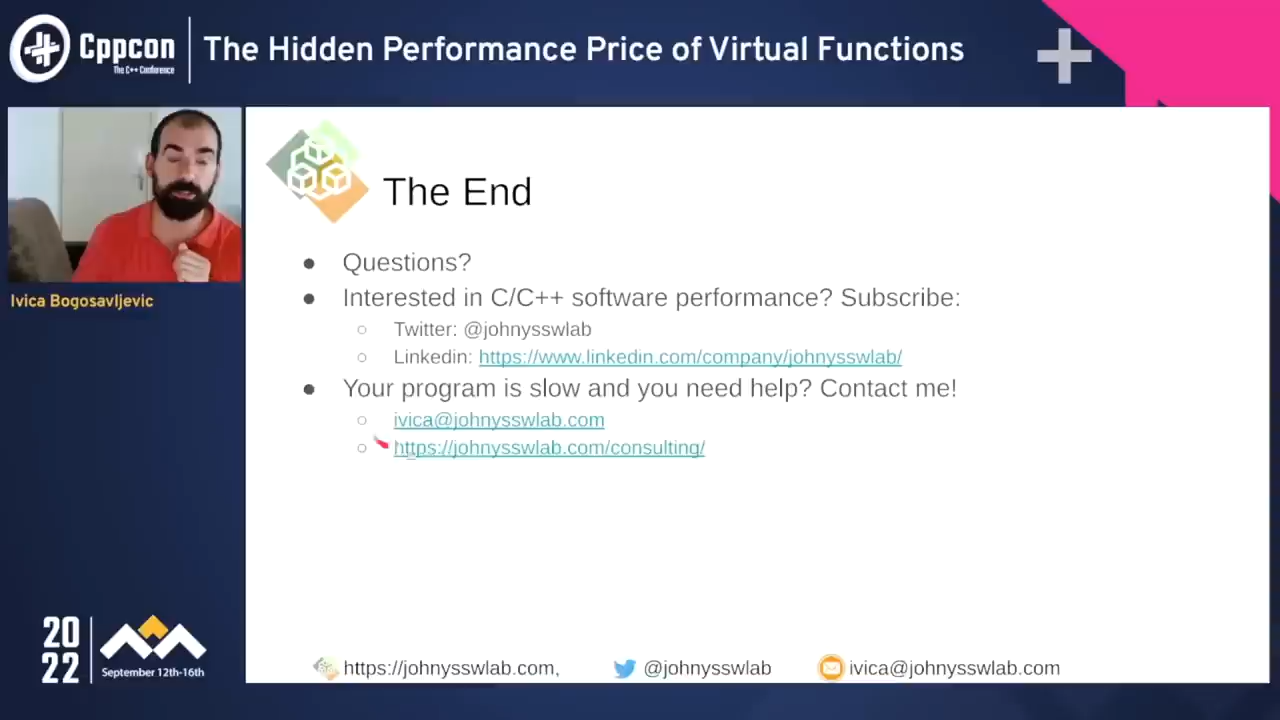 Cppcon
The C++ Conference
The Hidden Performance Price of Virtual Functions
Ivica Bogosavljevic
The End
● Questions?
● Interested in C/C++ software performance? Subscribe:
○ Twitter: @johnysswlab
○ Linkedin: https://www.linkedin.com/company/johnysswlab/
● Your program is slow and you need help? Contact me!
○ ivica@johnysswlab.com
○ https://johnysswlab.com/consulting/
20
22
September 12th-16th
https://johnysswlab.com, @johnysswlab ivica@johnysswlab.com